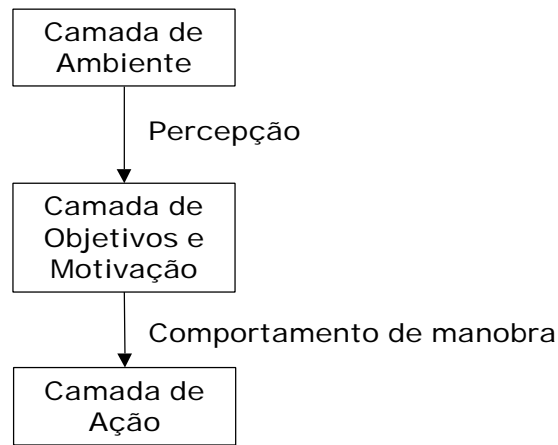 Camada de
Ambiente
Percepção
Camada de
Objetivos e
Motivação
Comportamento de manobra
Camada de
Ação